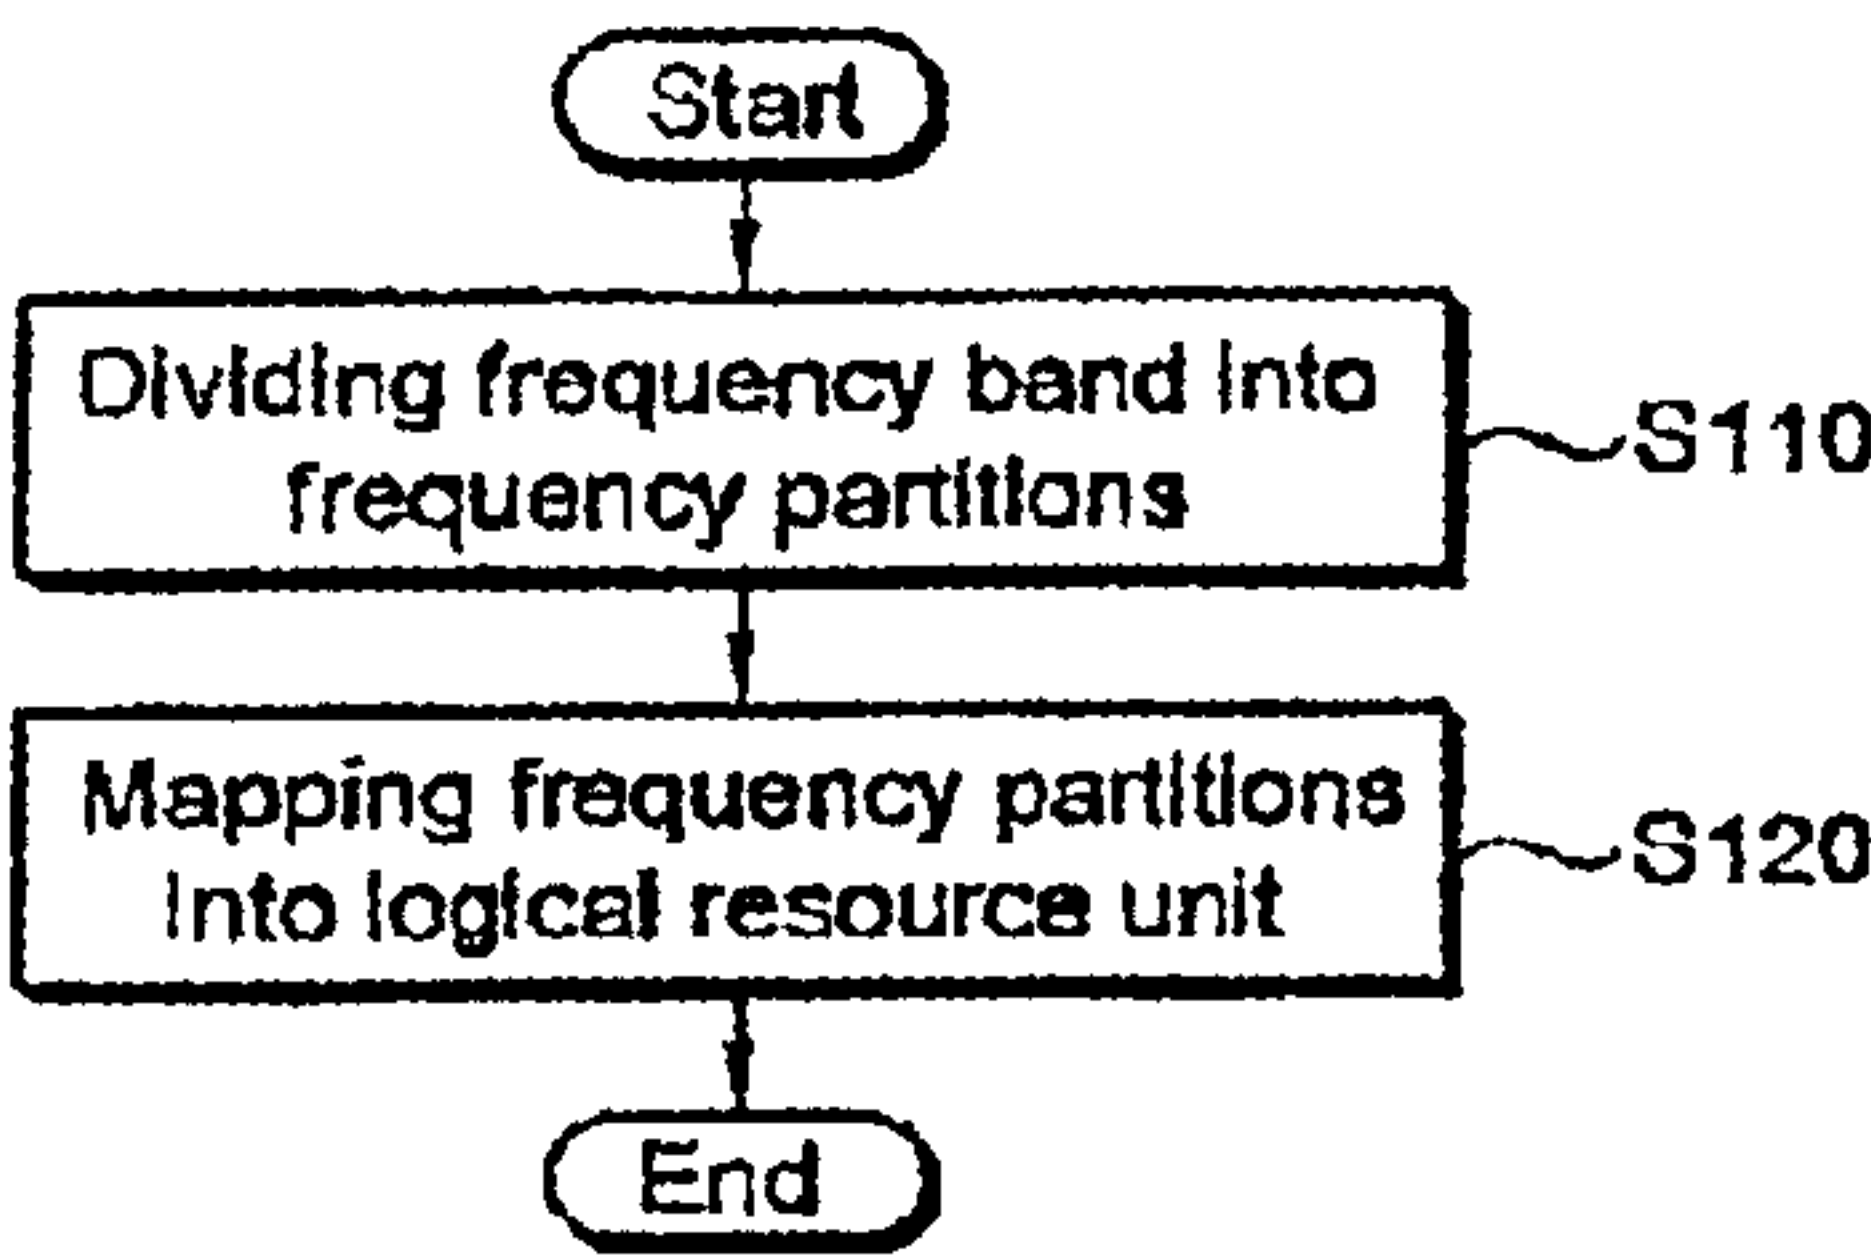 Start
Dividing frequency band into
frequency partitions
S110
Mapping frequency partitions
into logical resource unit
S120
End